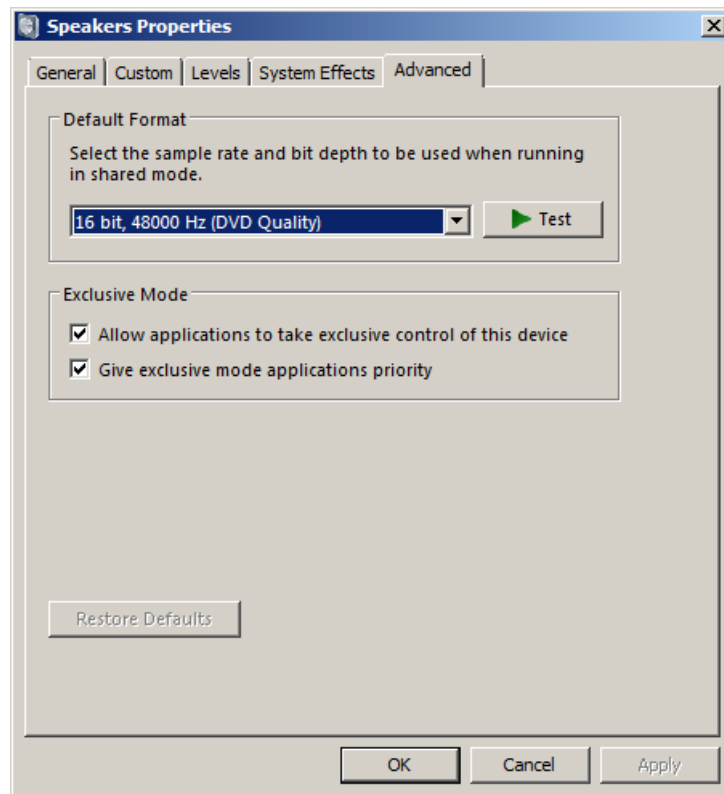 Speakers Properties
General
Custom
Levels
System Effects
Advanced
Default Format
Select the sample rate and bit depth to be used when running
in shared mode.
16 bit, 48000 Hz (DVD Quality)
Test
Exclusive Mode
Allow applications to take exclusive control of this device
Give exclusive mode applications priority
Restore Defaults
OK
Cancel
Apply